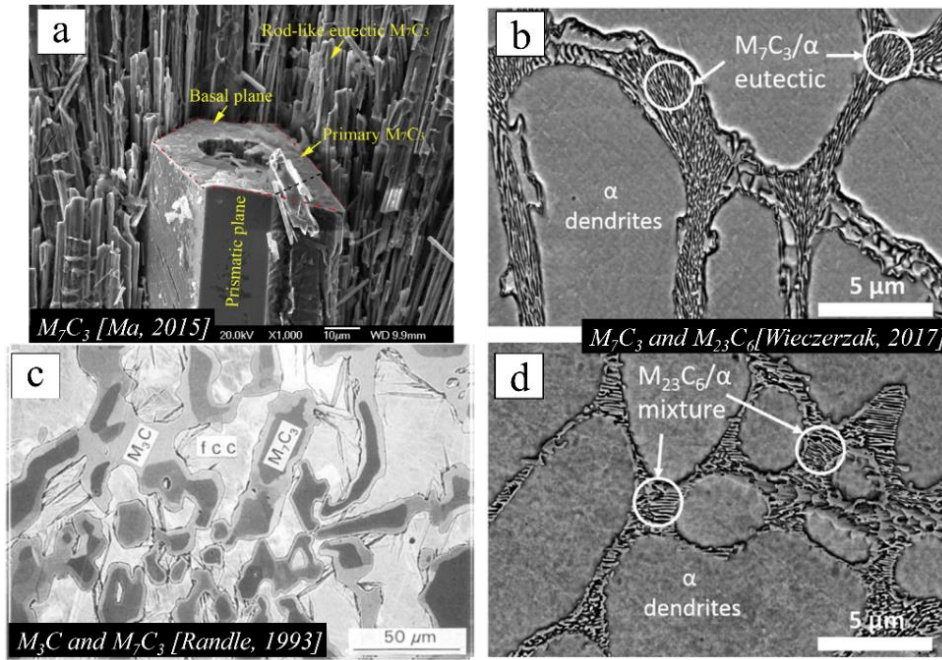 a
Rod-like eutectic M₇C₃
Basal plane
Primary M₇C₃
Prismatic plane
M₇C₃ [Ma, 2015]
20.0kV X1,000 10μm WD 9.9mm
b
M₇C₃/α
eutectic
α
dendrites
5 μm
M₇C₃ and M₂₃C₆[Wieczerzak, 2017]
c
M₃C
fcc
M₇C₃
M₃C and M₇C₃ [Randle, 1993]
50 μm
d
M₂₃C₆/α
mixture
α
dendrites
5 μm